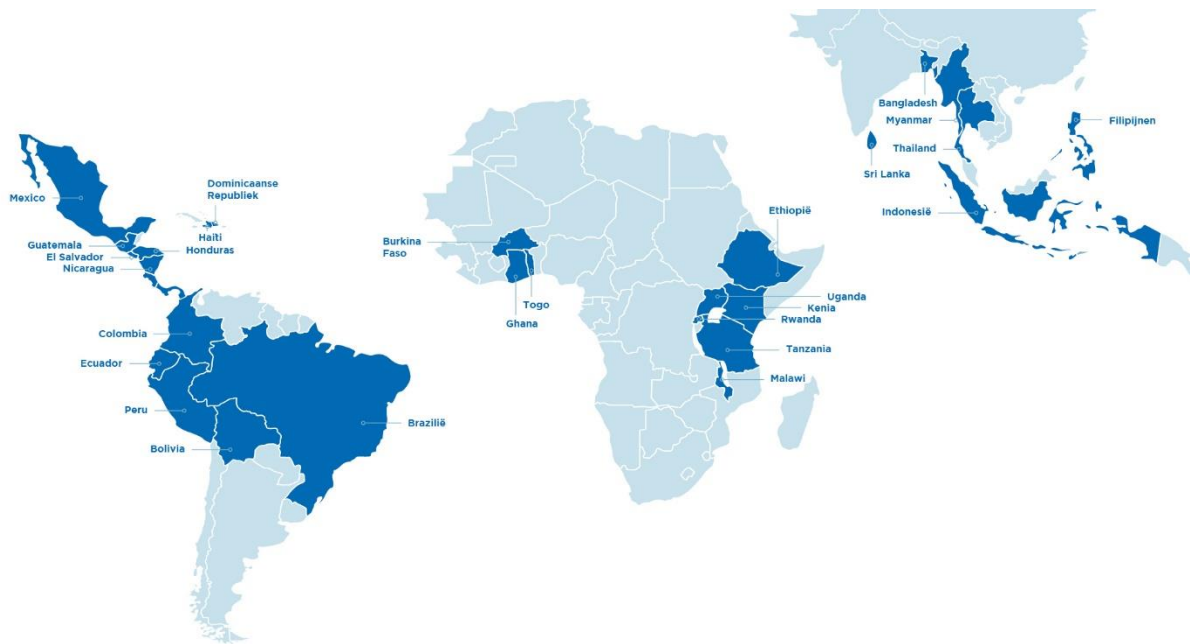 Mexico
Dominicaanse
Republiek
Haïti
Guatemala
Honduras
El Salvador
Nicaragua
Colombia
Ecuador
Peru
Brazilië
Bolivia
Burkina
Faso
Togo
Ghana
Ethiopië
Uganda
Kenia
Rwanda
Tanzania
Malawi
Bangladesh
Myanmar
Filipijnen
Thailand
Sri Lanka
Indonesië